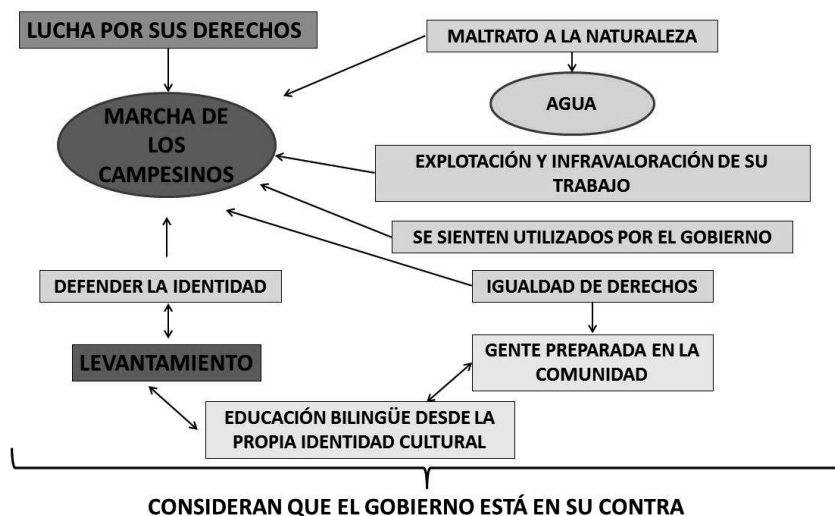 LUCHA POR SUS DERECHOS
MALTRATO A LA NATURALEZA
MARCHA DE
LOS
CAMPESINOS
AGUA
EXPLOTACIÓN Y INFRAVALORACIÓN DE SU
TRABAJO
SE SIENTEN UTILIZADOS POR EL GOBIERNO
DEFENDER LA IDENTIDAD
IGUALDAD DE DERECHOS
LEVANTAMIENTO
GENTE PREPARADA EN LA
COMUNIDAD
EDUCACIÓN BILINGÜE DESDE LA
PROPIA IDENTIDAD CULTURAL
CONSIDERAN QUE EL GOBIERNO ESTÁ EN SU CONTRA